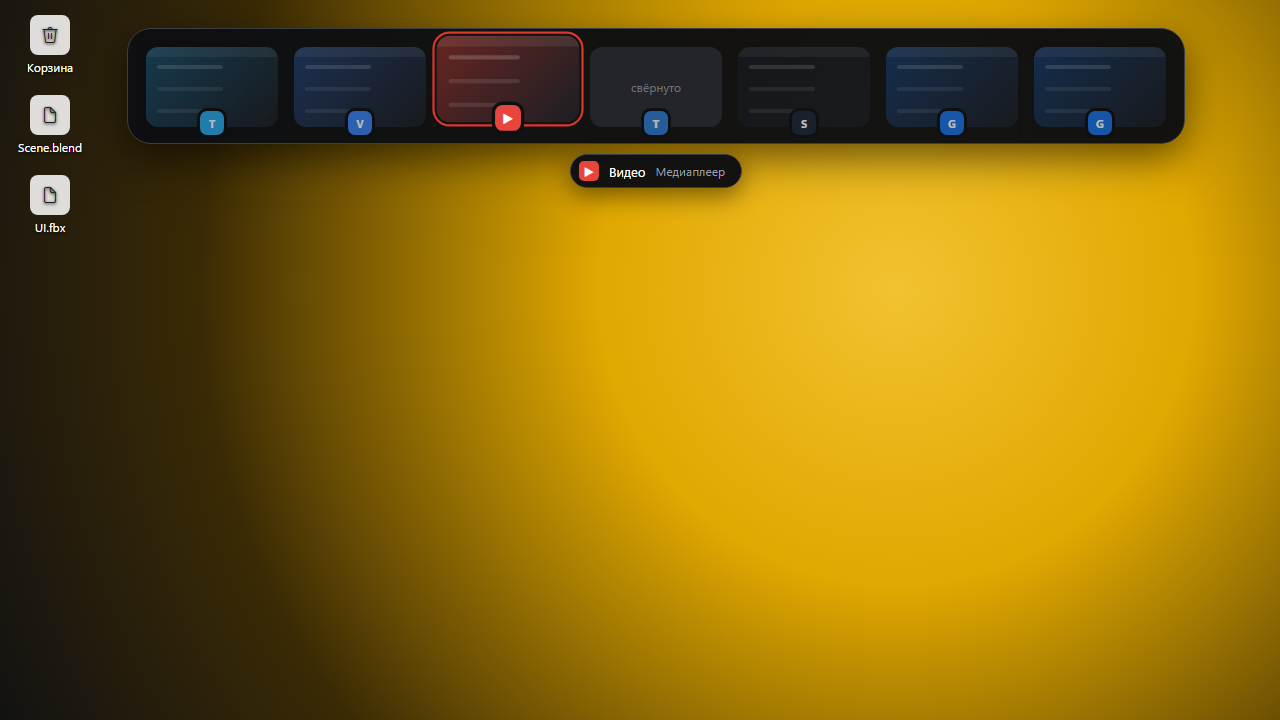 Корзина
Scene.blend
UI.fbx
свёрнуто
T
V
T
S
G
G
Видео Медиаплеер